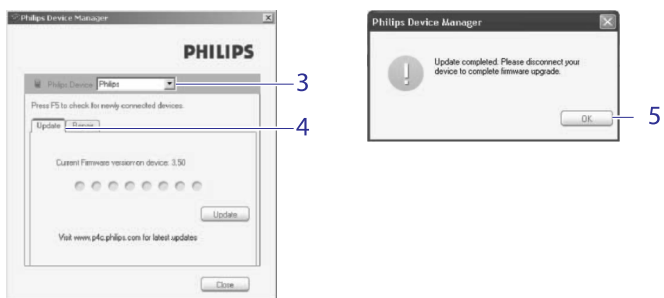 Philips Device Manager
PHILIPS
Philips Device Philips
3
Press F5 to check for newly connected devices.
Update Repair
4
Current Firmware version on device: 3.50
Update
Visit www.p4c.philips.com for latest updates
Close
Philips Device Manager
Update completed. Please disconnect your
device to complete firmware upgrade.
OK
5